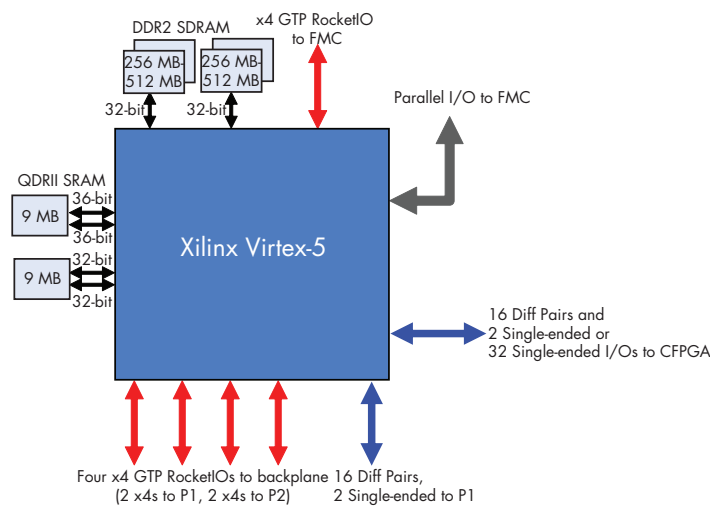 DDR2 SDRAM
256 MB-
512 MB
256 MB-
512 MB
32-bit
32-bit
x4 GTP RocketIO
to FMC
Parallel I/O to FMC
QDRII SRAM
9 MB
36-bit
36-bit
9 MB
32-bit
32-bit
Xilinx Virtex-5
16 Diff Pairs and
2 Single-ended or
32 Single-ended I/Os to CFPGA
Four x4 GTP RocketIOs to backplane
(2 x4s to P1, 2 x4s to P2)
16 Diff Pairs,
2 Single-ended to P1